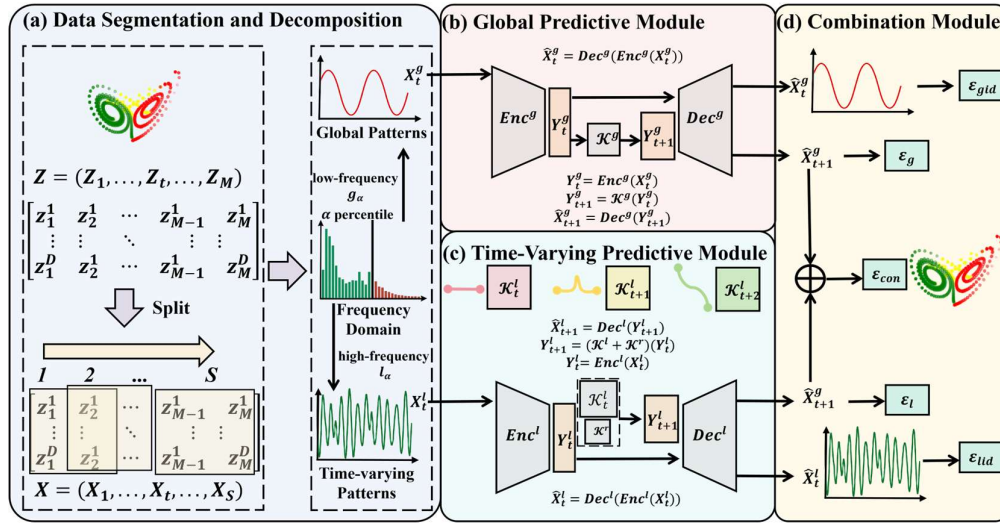 (a) Data Segmentation and Decomposition
Z = (Z_1, ..., Z_t, ..., Z_M)
z_1^1 z_2^1 ... z_{M-1}^1 z_M^1
⋮ ⋮ ⋱ ⋮ ⋮
z_1^D z_2^D ... z_{M-1}^D z_M^D
Split
1 2 ... S
z_1^1 z_2^1 ... z_{M-1}^1 z_M^1
⋮ ⋮ ⋱ ⋮ ⋮
z_1^D z_2^D ... z_{M-1}^D z_M^D
X = (X_1, ..., X_t, ..., X_S)
X_t^g
Global Patterns
low-frequency
g_α
α percentile
Frequency
Domain
high-frequency
l_α
X_t^l
Time-varying
Patterns
(b) Global Predictive Module
X̂_t^g = Dec^g(Enc^g(X_t^g))
Enc^g
Y_t^g
𝒦^g
Y_{t+1}^g
Dec^g
Y_t^g = Enc^g(X_t^g)
Y_{t+1}^g = 𝒦^g(Y_t^g)
X̂_{t+1}^g = Dec^g(Y_{t+1}^g)
(c) Time-Varying Predictive Module
𝒦_t^l
𝒦_{t+1}^l
𝒦_{t+2}^l
X̂_{t+1}^l = Dec^l(Y_{t+1}^l)
Y_{t+1}^l = (𝒦^l + 𝒦^r)(Y_t^l)
Y_t^l = Enc^l(X_t^l)
Enc^l
Y_t^l
𝒦_t^l
𝒦^r
Y_{t+1}^l
Dec^l
X̂_t^l = Dec^l(Enc^l(X_t^l))
(d) Combination Module
X̂_t^g
ε_{gid}
X̂_{t+1}^g
ε_g
ε_{con}
X̂_{t+1}^g
ε_l
X̂_t^l
ε_{lid}